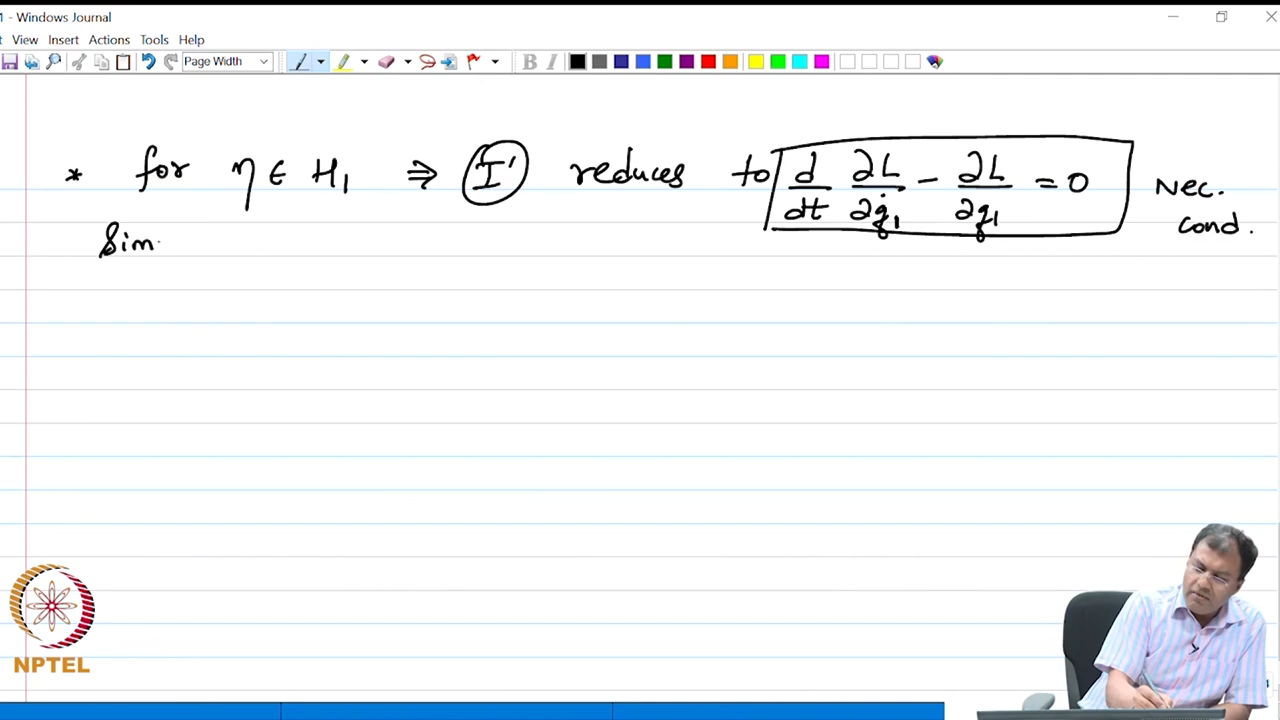 1 - Windows Journal
t View Insert Actions Tools Help
Page Width
B I
* for η ∈ H₁ ⇒ I' reduces to d/dt ∂L/∂q̇₁ - ∂L/∂q₁ = 0 Nec. cond.
Sim.
NPTEL